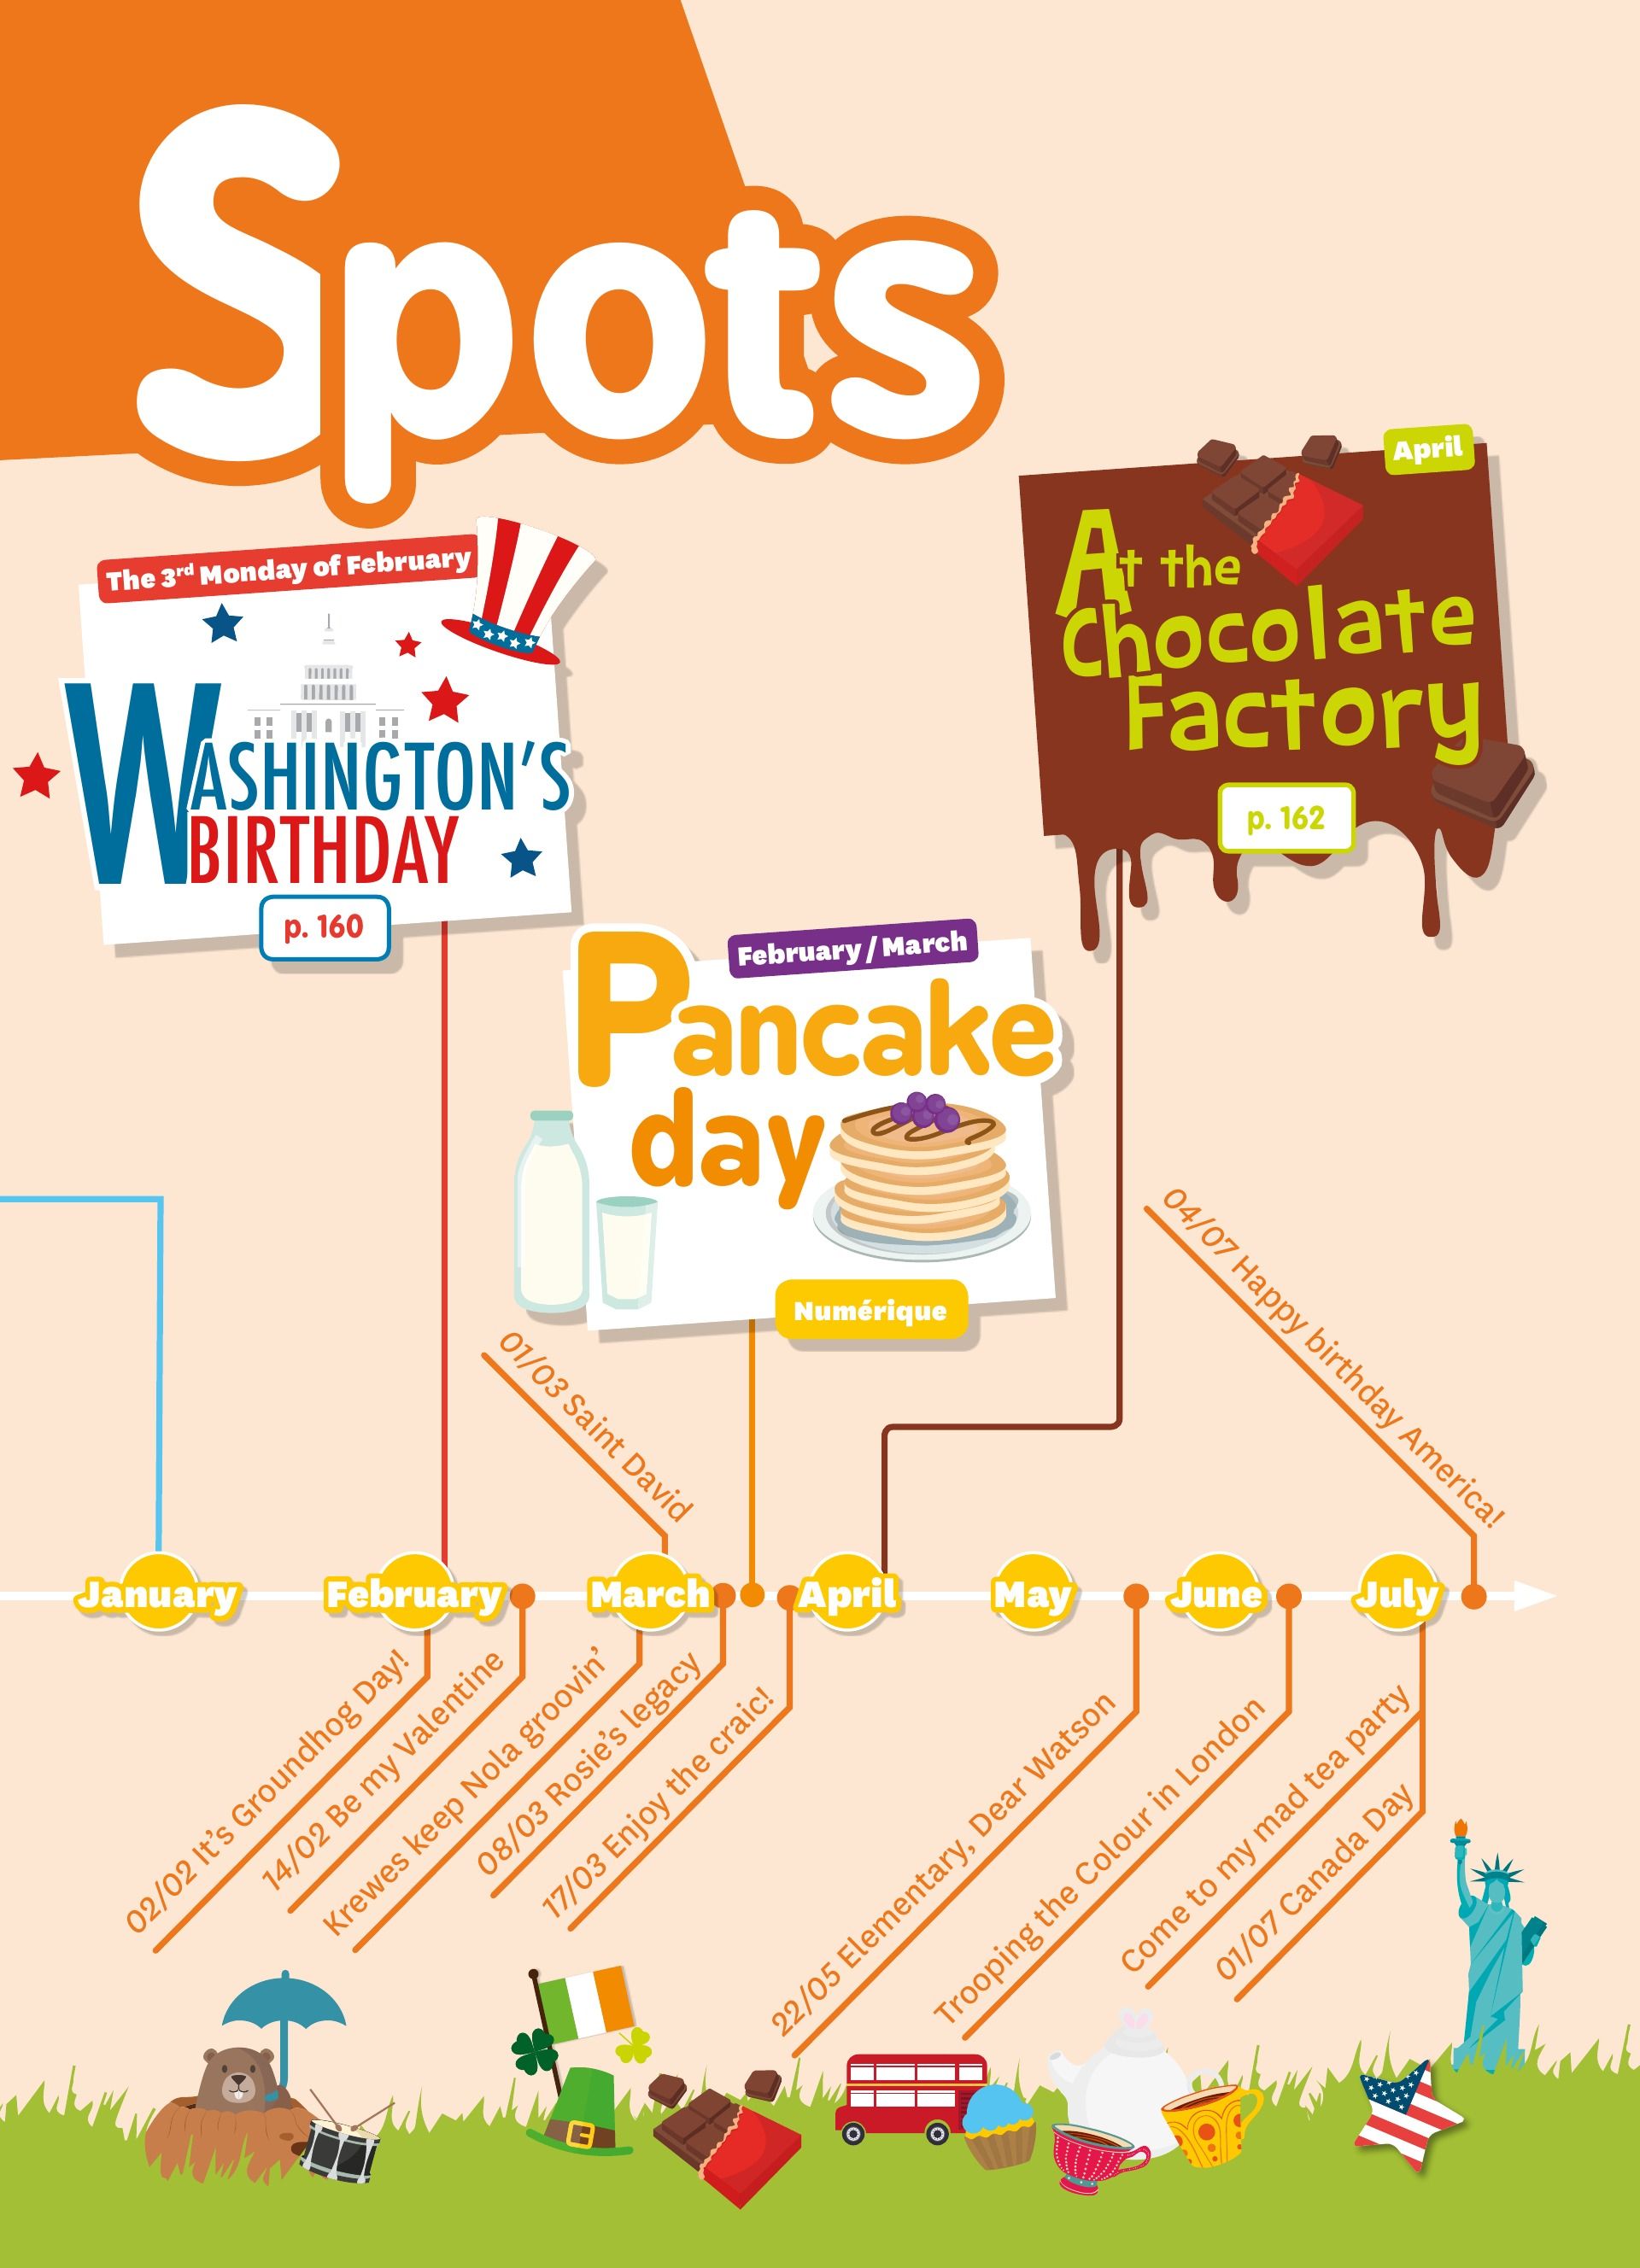 Spots
The 3rd Monday of February
WASHINGTON'S
BIRTHDAY
p. 160
February / March
Pancake
day
Numérique
April
At the
Chocolate
Factory
p. 162
01/03 Saint David
04/07 Happy birthday America!
January
February
March
April
May
June
July
02/02 It's Groundhog Day!
14/02 Be my Valentine
Krewes keep Nola groovin'
08/03 Rosie's legacy
17/03 Enjoy the craic!
22/05 Elementary, Dear Watson
Trooping the Colour in London
Come to my mad tea party
01/07 Canada Day